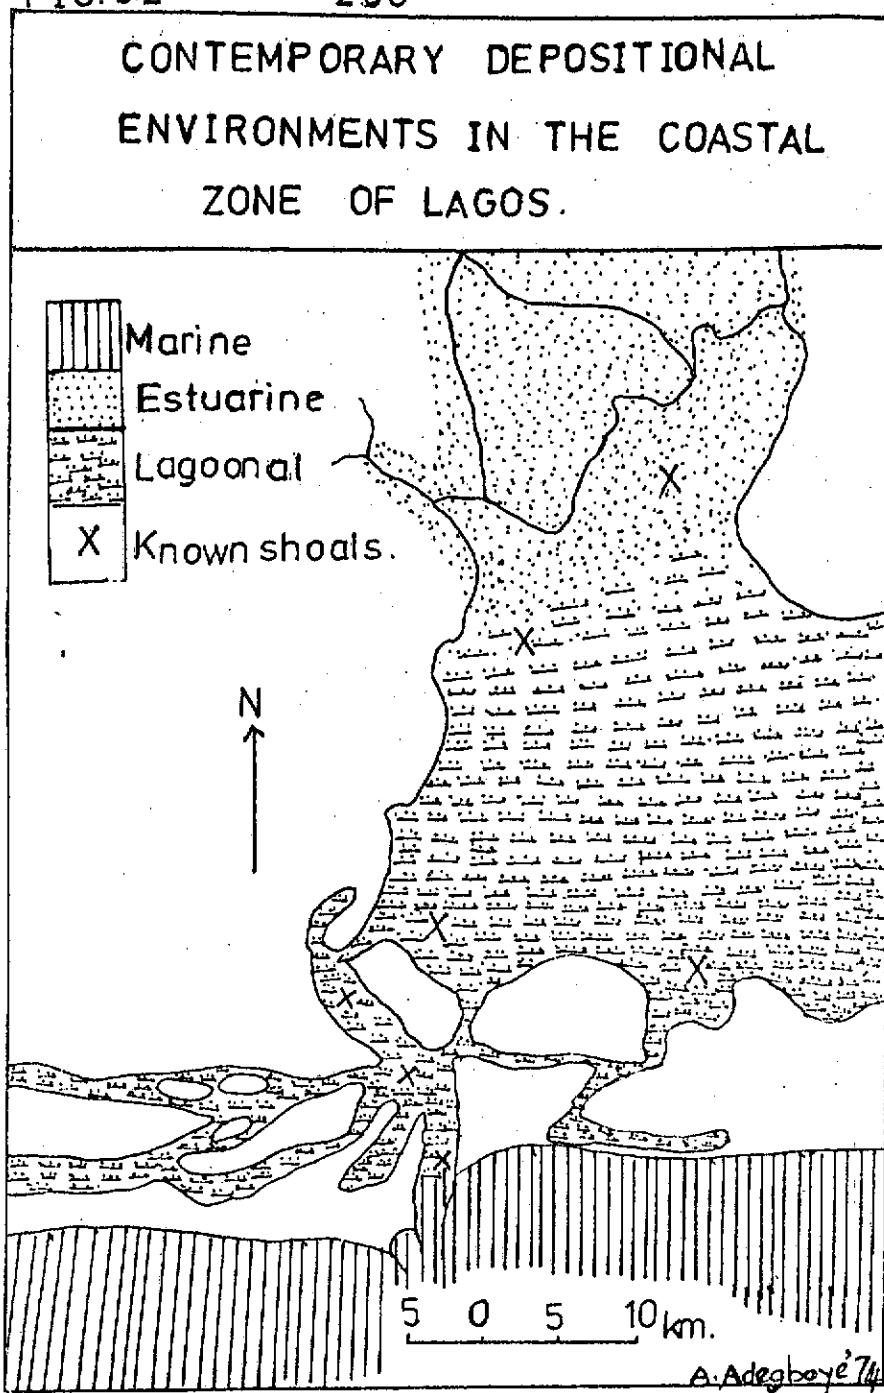 CONTEMPORARY DEPOSITIONAL
ENVIRONMENTS IN THE COASTAL
ZONE OF LAGOS.
Marine
Estuarine
Lagoonal
X Known shoals.
N
5 0 5 10 km.
A. Adegboye '74